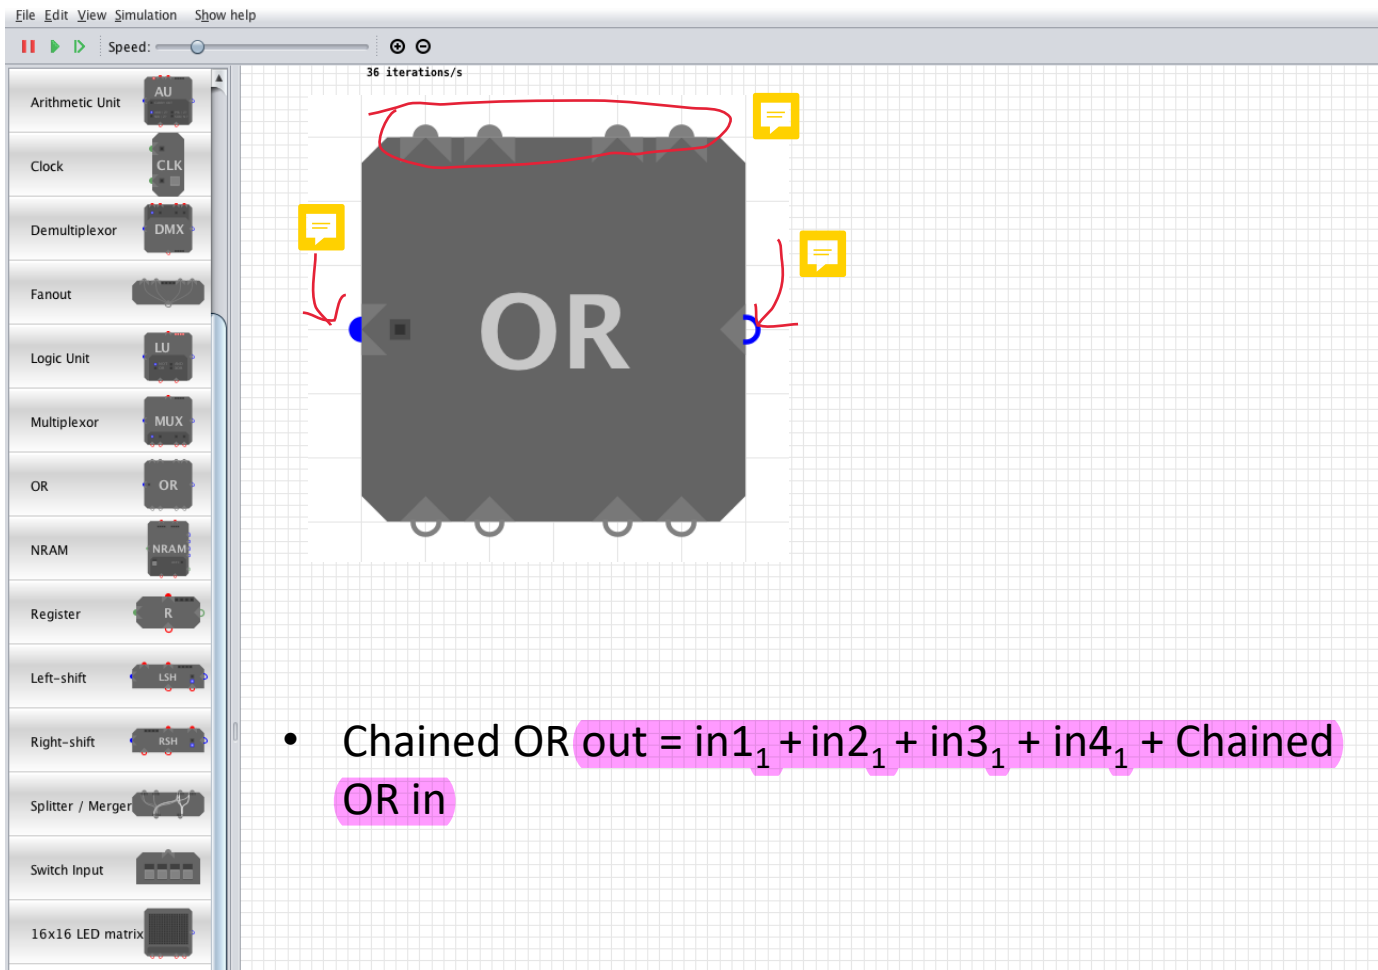 File Edit View Simulation Show help
Speed:
36 iterations/s
Arithmetic Unit AU
Clock CLK
Demultiplexor DMX
Fanout
Logic Unit LU
Multiplexor MUX
OR OR
NRAM NRAM
Register R
Left-shift LSH
Right-shift RSH
Splitter / Merger
Switch Input
16x16 LED matrix
OR
• Chained OR out = in1₁ + in2₁ + in3₁ + in4₁ + Chained
OR in